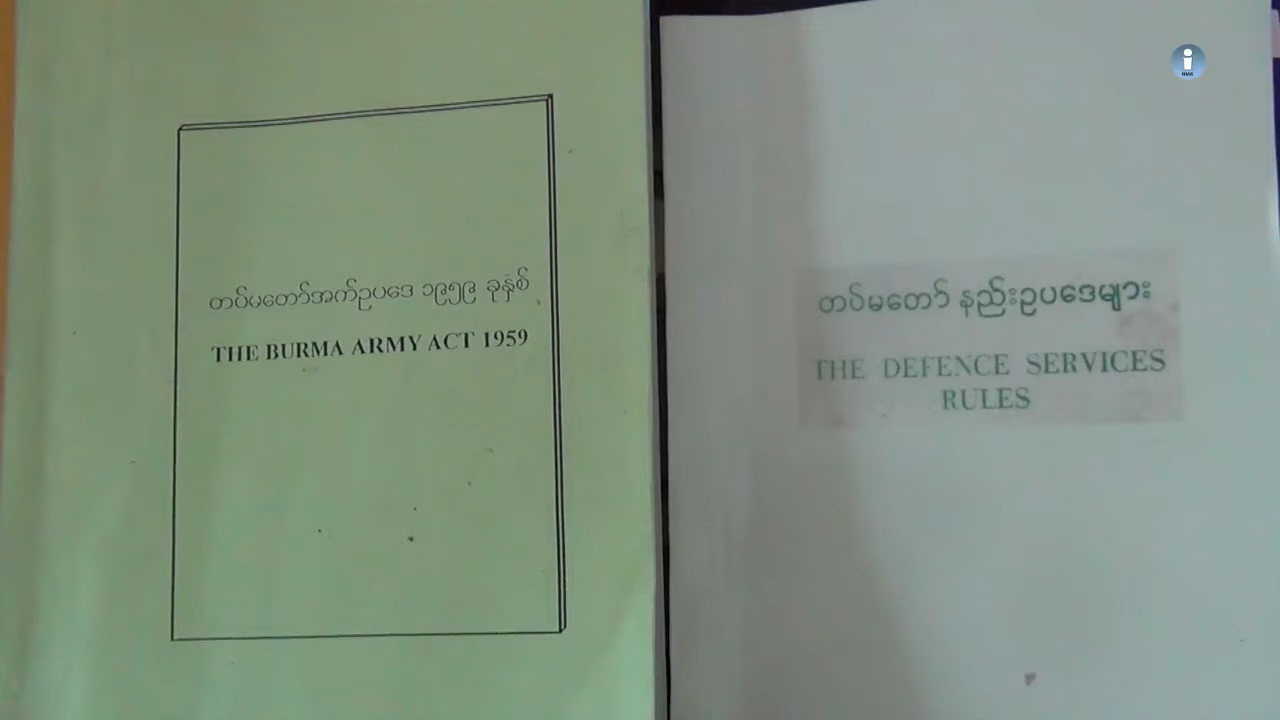 တပ်မတော်အက်ဥပဒေ ၁၉၅၉ ခုနှစ်
THE BURMA ARMY ACT 1959
တပ်မတော် နည်းဥပဒေများ
THE DEFENCE SERVICES
RULES
i
NMG